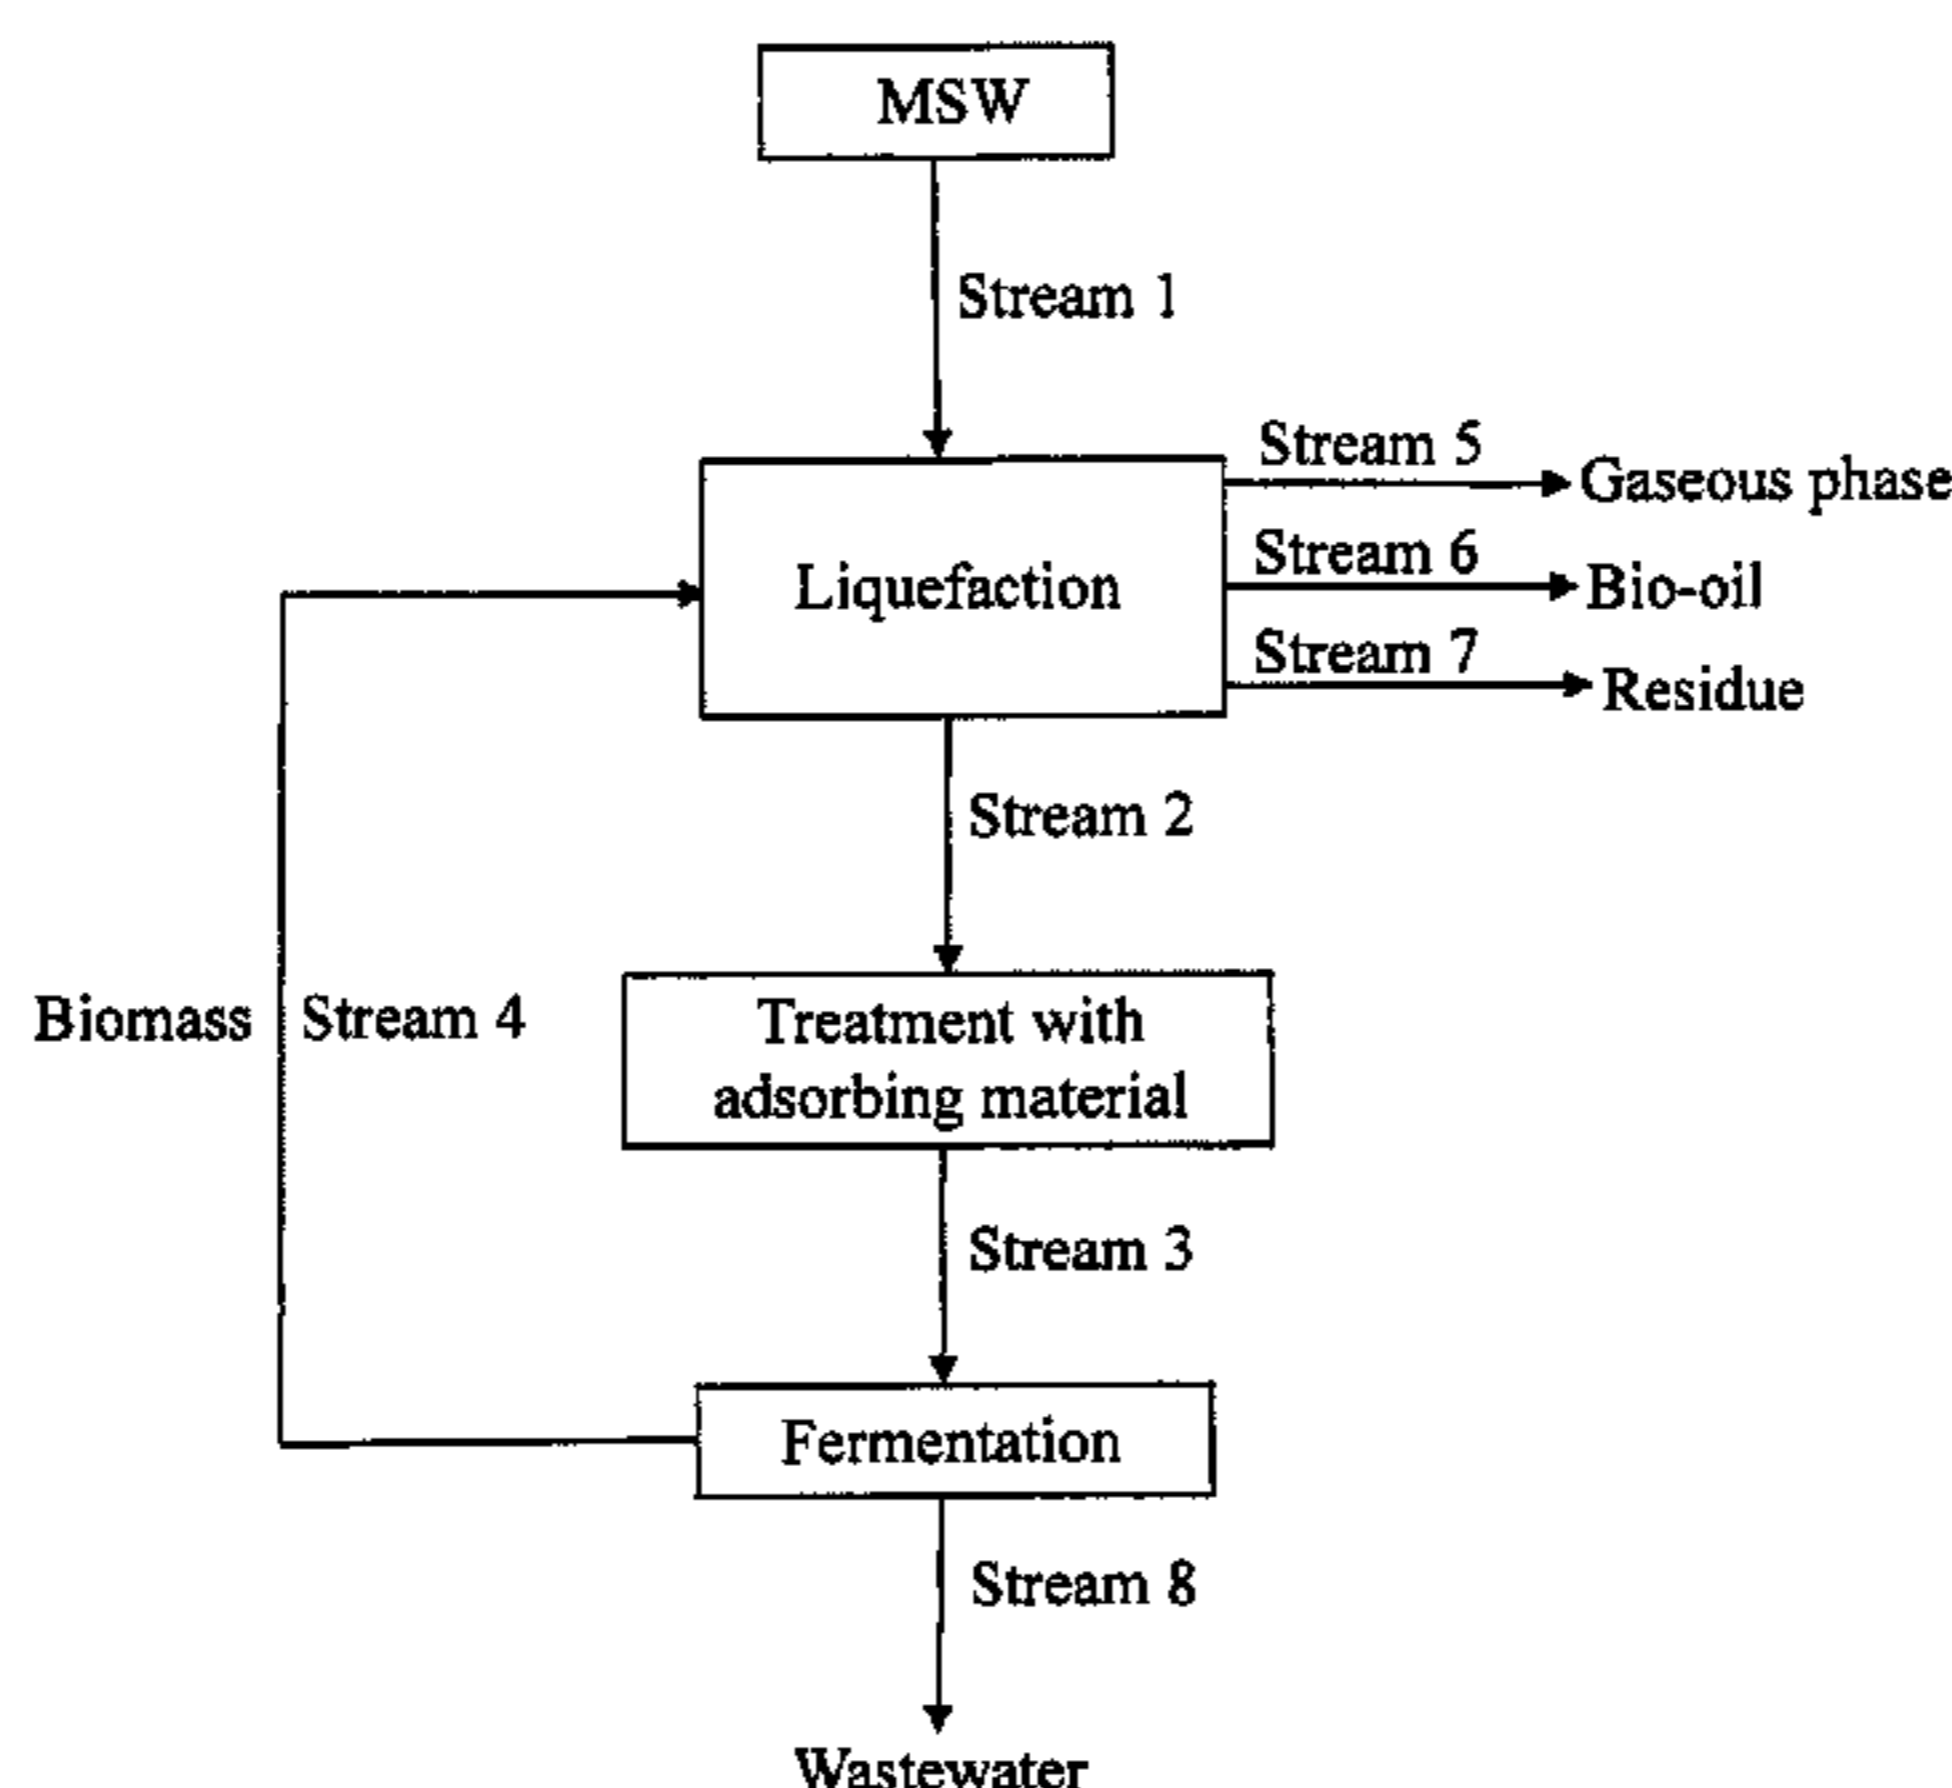 MSW
Stream 1
Stream 5
Gaseous phase
Stream 6
Liquefaction
Bio-oil
Stream 7
Residue
Stream 2
Biomass
Stream 4
Treatment with
adsorbing material
Stream 3
Fermentation
Stream 8
Wastewater